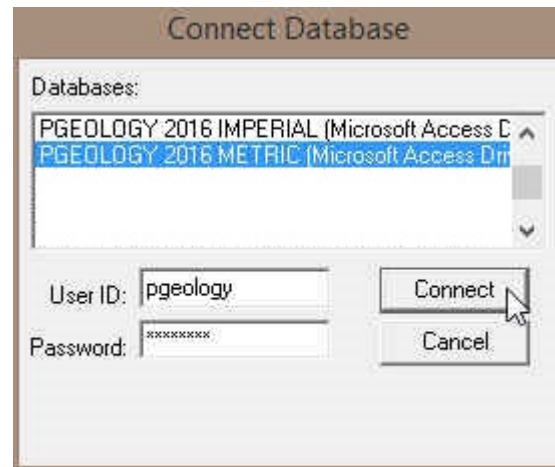 Connect Database
Databases:
PGEOLOGY 2016 IMPERIAL (Microsoft Access D
PGEOLOGY 2016 METRIC (Microsoft Access Dri
User ID: pgeology Connect
Password: ******** Cancel